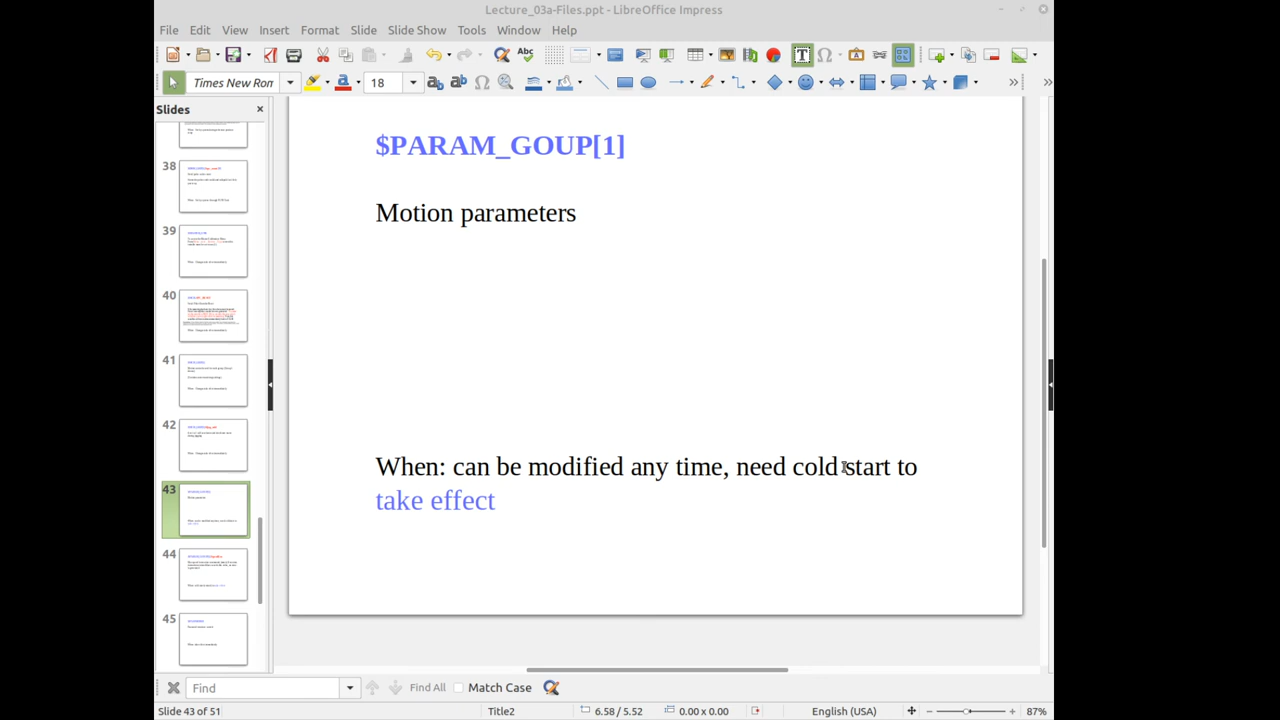 Lecture_03a-Files.ppt - LibreOffice Impress
File Edit View Insert Format Slide Slide Show Tools Window Help
Times New Rom 18
Slides
38
39
40
41
42
43
44
45
$PARAM_GOUP[1]
Motion parameters
When: can be modified any time, need cold start to
take effect
Find Find All Match Case
Slide 43 of 51 Title2 6.58 / 5.52 0.00 x 0.00 English (USA) 87%